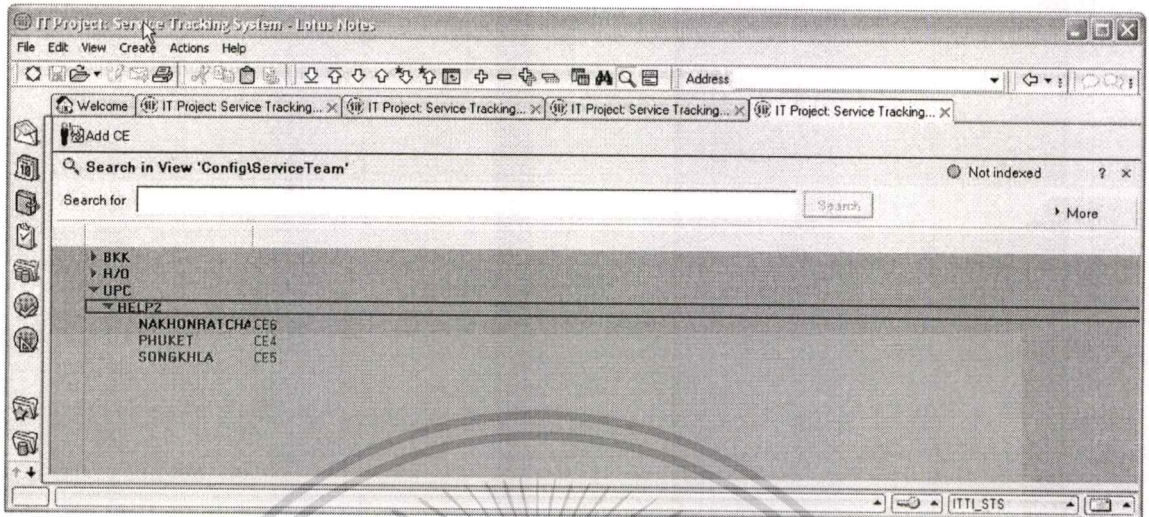 IT Project: Service Tracking System - Lotus Notes
File Edit View Create Actions Help
Address
Welcome IT Project: Service Tracking... IT Project: Service Tracking... IT Project: Service Tracking... IT Project: Service Tracking...
Add CE
Search in View 'Config\ServiceTeam' Not indexed ? ×
Search for Search More
BKK
H/O
UPC
HELP2
NAKHONRATCHA CE6
PHUKET CE4
SONGKHLA CE5
ITTI_STS